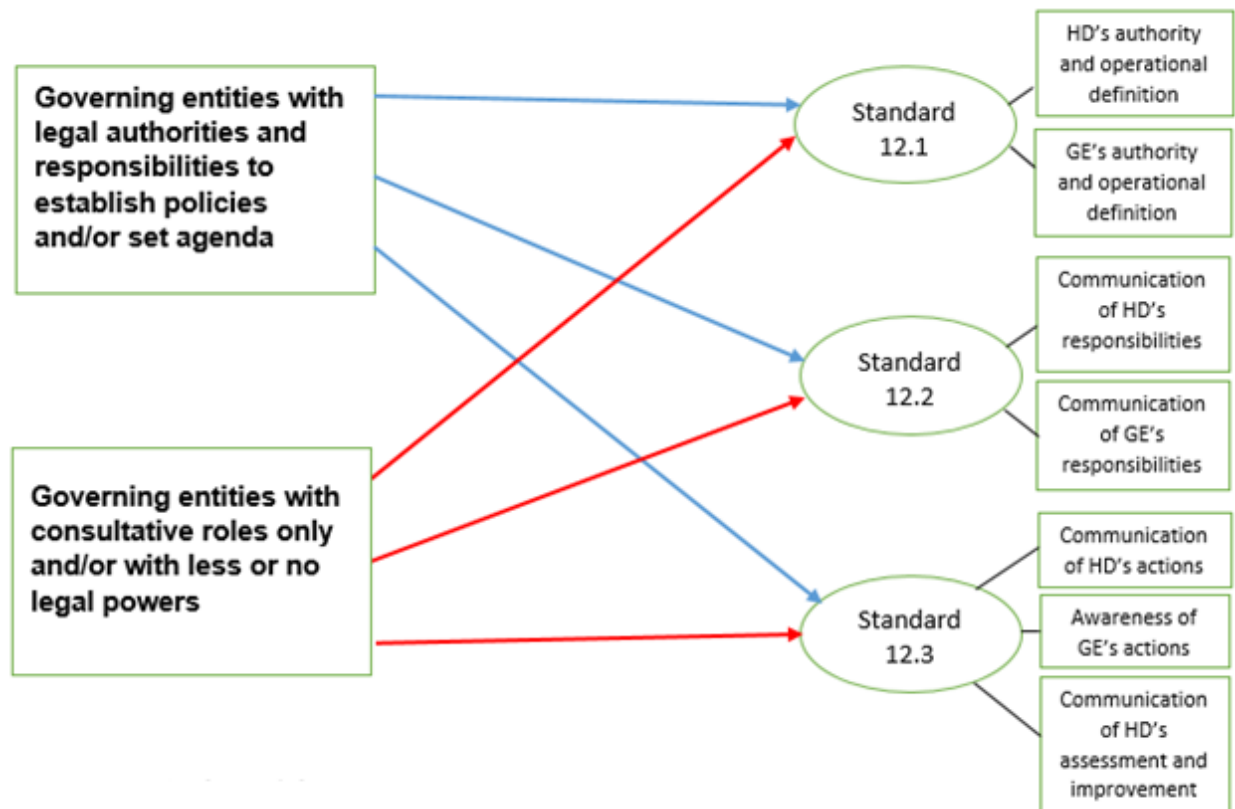 Governing entities with
legal authorities and
responsibilities to
establish policies
and/or set agenda
Governing entities with
consultative roles only
and/or with less or no
legal powers
Standard
12.1
Standard
12.2
Standard
12.3
HD's authority
and operational
definition
GE's authority
and operational
definition
Communication
of HD's
responsibilities
Communication
of GE's
responsibilities
Communication
of HD's actions
Awareness of
GE's actions
Communication
of HD's
assessment and
improvement